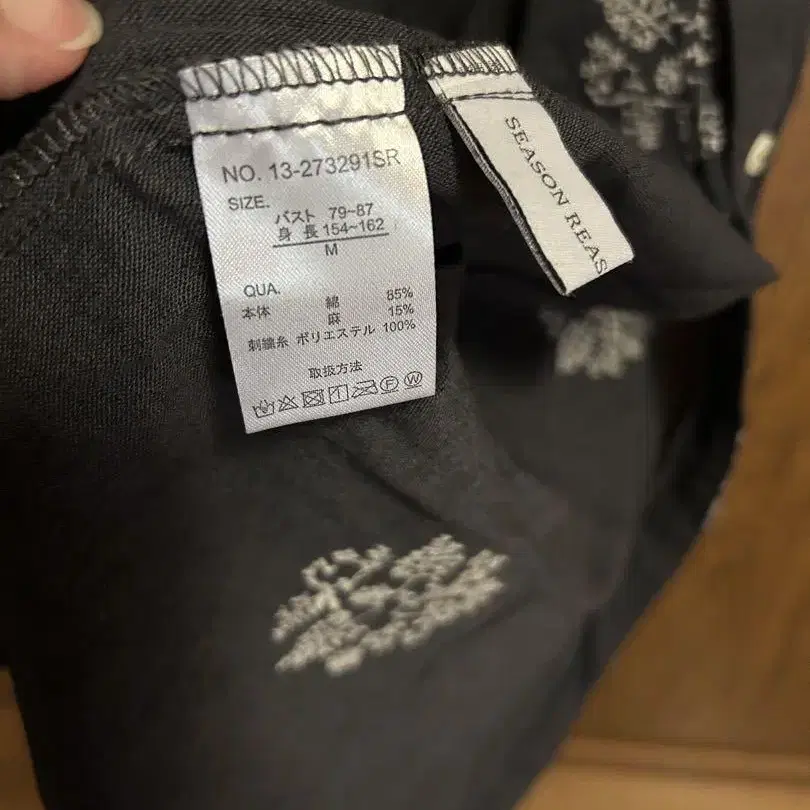 NO. 13-273291SR
SIZE.
バスト 79~87
身 長 154~162
M
QUA.
本体 綿 85%
麻 15%
刺繍糸 ポリエステル 100%
取扱方法
F W
SEASON REAS